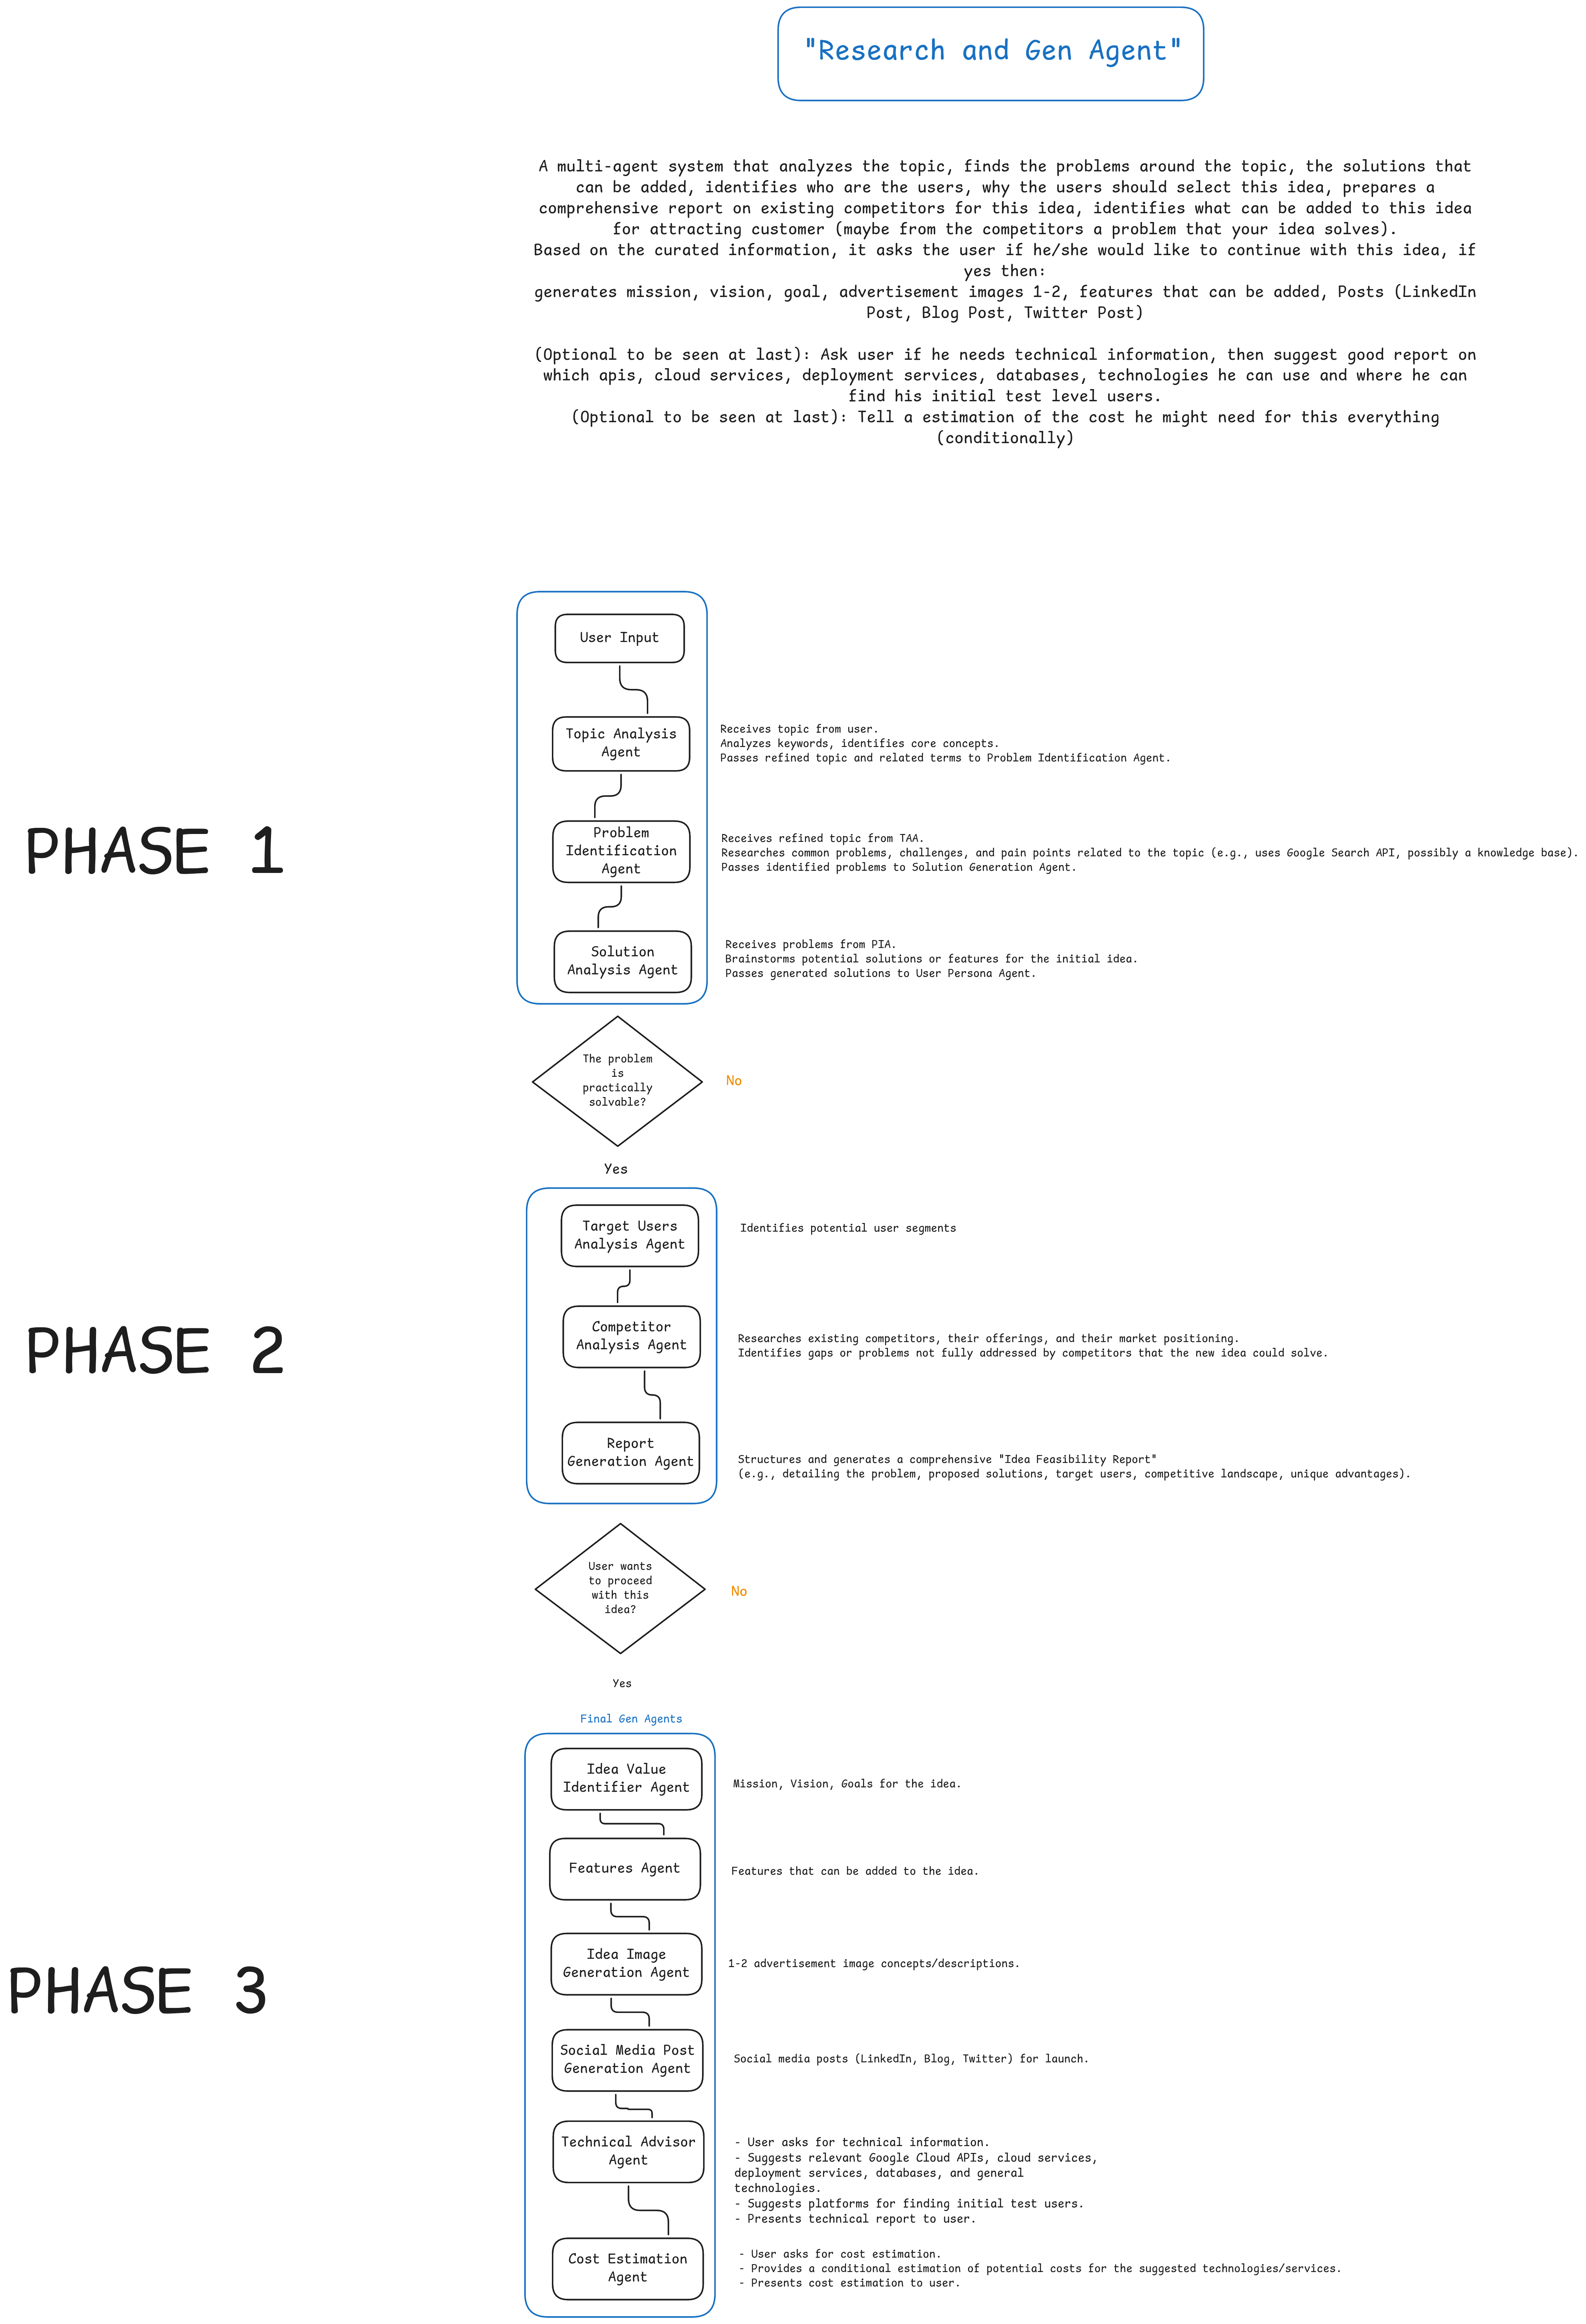 "Research and Gen Agent"
A multi-agent system that analyzes the topic, finds the problems around the topic, the solutions that
can be added, identifies who are the users, why the users should select this idea, prepares a
comprehensive report on existing competitors for this idea, identifies what can be added to this idea
for attracting customer (maybe from the competitors a problem that your idea solves).
Based on the curated information, it asks the user if he/she would like to continue with this idea, if
yes then:
generates mission, vision, goal, advertisement images 1-2, features that can be added, Posts (LinkedIn
Post, Blog Post, Twitter Post)
(Optional to be seen at last): Ask user if he needs technical information, then suggest good report on
which apis, cloud services, deployment services, databases, technologies he can use and where he can
find his initial test level users.
(Optional to be seen at last): Tell a estimation of the cost he might need for this everything
(conditionally)
PHASE 1
User Input
Topic Analysis
Agent
Receives topic from user.
Analyzes keywords, identifies core concepts.
Passes refined topic and related terms to Problem Identification Agent.
Problem
Identification
Agent
Receives refined topic from TAA.
Researches common problems, challenges, and pain points related to the topic (e.g., uses Google Search API, possibly a knowledge base).
Passes identified problems to Solution Generation Agent.
Solution
Analysis Agent
Receives problems from PIA.
Brainstorms potential solutions or features for the initial idea.
Passes generated solutions to User Persona Agent.
The problem
is
practically
solvable?
No
Yes
PHASE 2
Target Users
Analysis Agent
Identifies potential user segments
Competitor
Analysis Agent
Researches existing competitors, their offerings, and their market positioning.
Identifies gaps or problems not fully addressed by competitors that the new idea could solve.
Report
Generation Agent
Structures and generates a comprehensive "Idea Feasibility Report"
(e.g., detailing the problem, proposed solutions, target users, competitive landscape, unique advantages).
User wants
to proceed
with this
idea?
No
Yes
Final Gen Agents
PHASE 3
Idea Value
Identifier Agent
Mission, Vision, Goals for the idea.
Features Agent
Features that can be added to the idea.
Idea Image
Generation Agent
1-2 advertisement image concepts/descriptions.
Social Media Post
Generation Agent
Social media posts (LinkedIn, Blog, Twitter) for launch.
Technical Advisor
Agent
- User asks for technical information.
- Suggests relevant Google Cloud APIs, cloud services,
deployment services, databases, and general
technologies.
- Suggests platforms for finding initial test users.
- Presents technical report to user.
Cost Estimation
Agent
- User asks for cost estimation.
- Provides a conditional estimation of potential costs for the suggested technologies/services.
- Presents cost estimation to user.